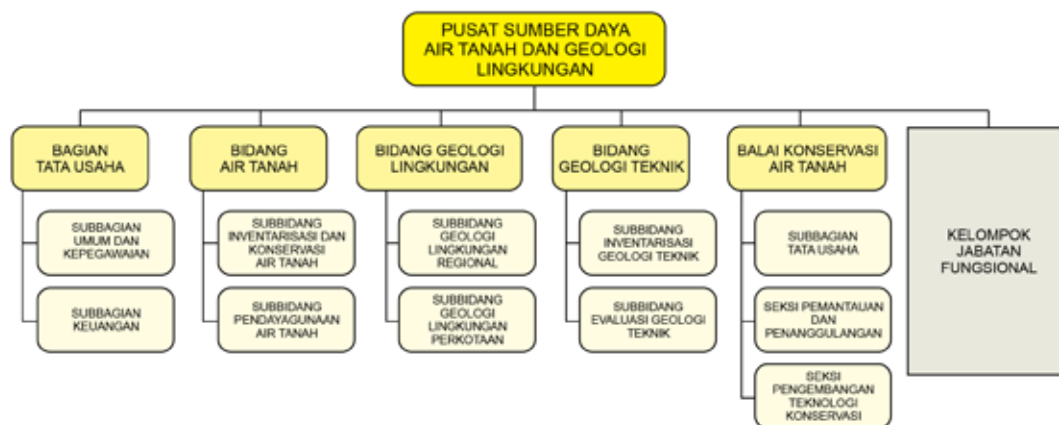 PUSAT SUMBER DAYA
AIR TANAH DAN GEOLOGI
LINGKUNGAN
BAGIAN
TATA USAHA
BIDANG
AIR TANAH
BIDANG GEOLOGI
LINGKUNGAN
BIDANG
GEOLOGI TEKNIK
BALAI KONSERVASI
AIR TANAH
KELOMPOK
JABATAN
FUNGSIONAL
SUBBAGIAN
UMUM DAN
KEPEGAWAIAN
SUBBIDANG
INVENTARISASI DAN
KONSERVASI
AIR TANAH
SUBBIDANG
GEOLOGI
LINGKUNGAN
REGIONAL
SUBBIDANG
INVENTARISASI
GEOLOGI TEKNIK
SUBBAGIAN
TATA USAHA
SUBBAGIAN
KEUANGAN
SUBBIDANG
PENDAYAGUNAAN
AIR TANAH
SUBBIDANG
GEOLOGI
LINGKUNGAN
PERKOTAAN
SUBBIDANG
EVALUASI GEOLOGI
TEKNIK
SEKSI PEMANTAUAN
DAN
PENANGGULANGAN
SEKSI
PENGEMBANGAN
TEKNOLOGI
KONSERVASI